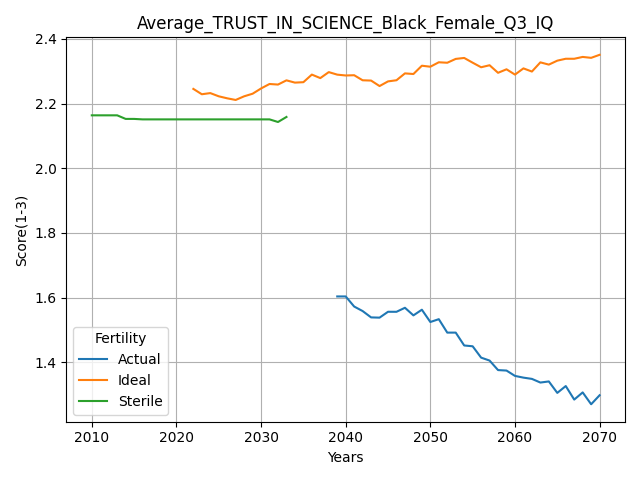 Average_TRUST_IN_SCIENCE_Black_Female_Q3_IQ
Score(1-3)
2.4
2.2
2.0
1.8
1.6
1.4
Fertility
Actual
Ideal
Sterile
2010 2020 2030 2040 2050 2060 2070
Years